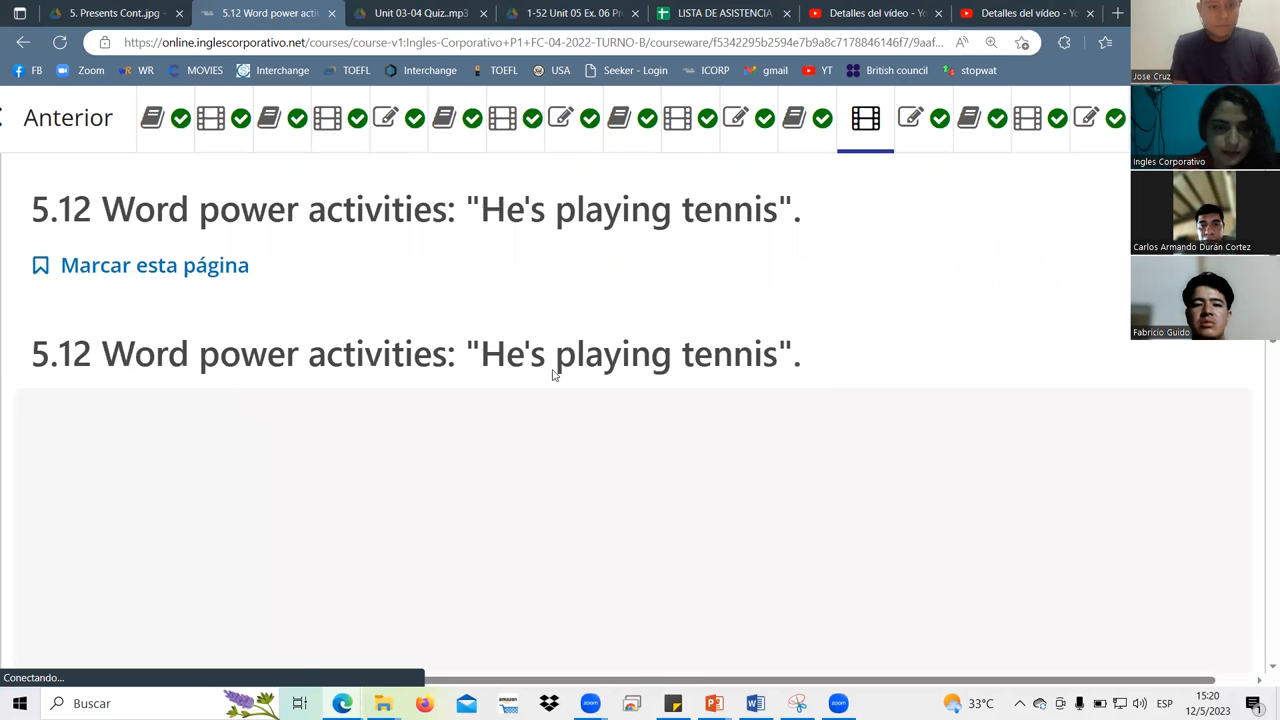 5. Presents Cont..jpg
5.12 Word power acti
Unit 03-04 Quiz..mp3
1-52 Unit 05 Ex. 06 Pr
LISTA DE ASISTENCIA
Detalles del vídeo - Yo
Detalles del vídeo - Yo
https://online.inglescorporativo.net/courses/course-v1:Ingles-Corporativo+P1+FC-04-2022-TURNO-B/courseware/f5342295b2594e7b9a8c7178846146f7/9aaf...
FB
Zoom
WR
MOVIES
Interchange
TOEFL
Interchange
TOEFL
USA
Seeker - Login
ICORP
gmail
YT
British council
stopwat
Jose Cruz
Anterior
Ingles Corporativo
5.12 Word power activities: "He's playing tennis".
Carlos Armando Durán Cortez
Marcar esta página
Fabricio Guido
5.12 Word power activities: "He's playing tennis".
Conectando...
Buscar
33°C
ESP
15:20
12/5/2023